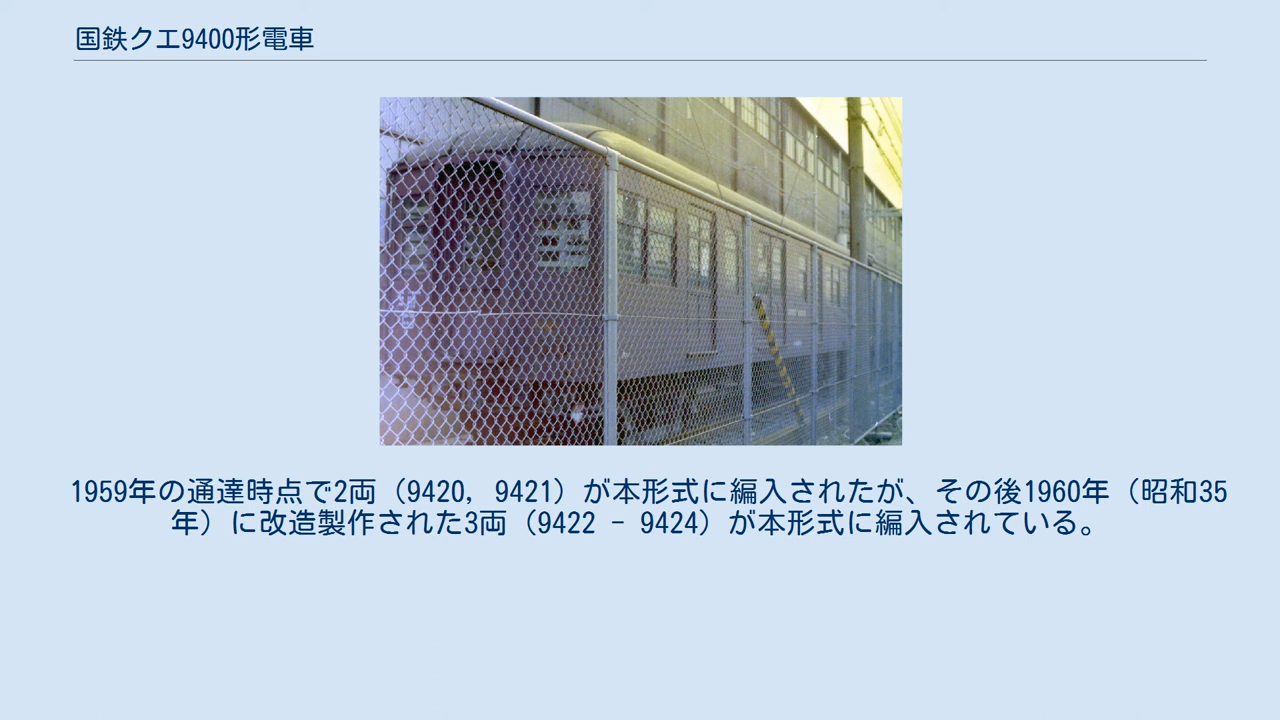 国鉄クエ9400形電車
1959年の通達時点で2両（9420, 9421）が本形式に編入されたが、その後1960年（昭和35
年）に改造製作された3両（9422 - 9424）が本形式に編入されている。